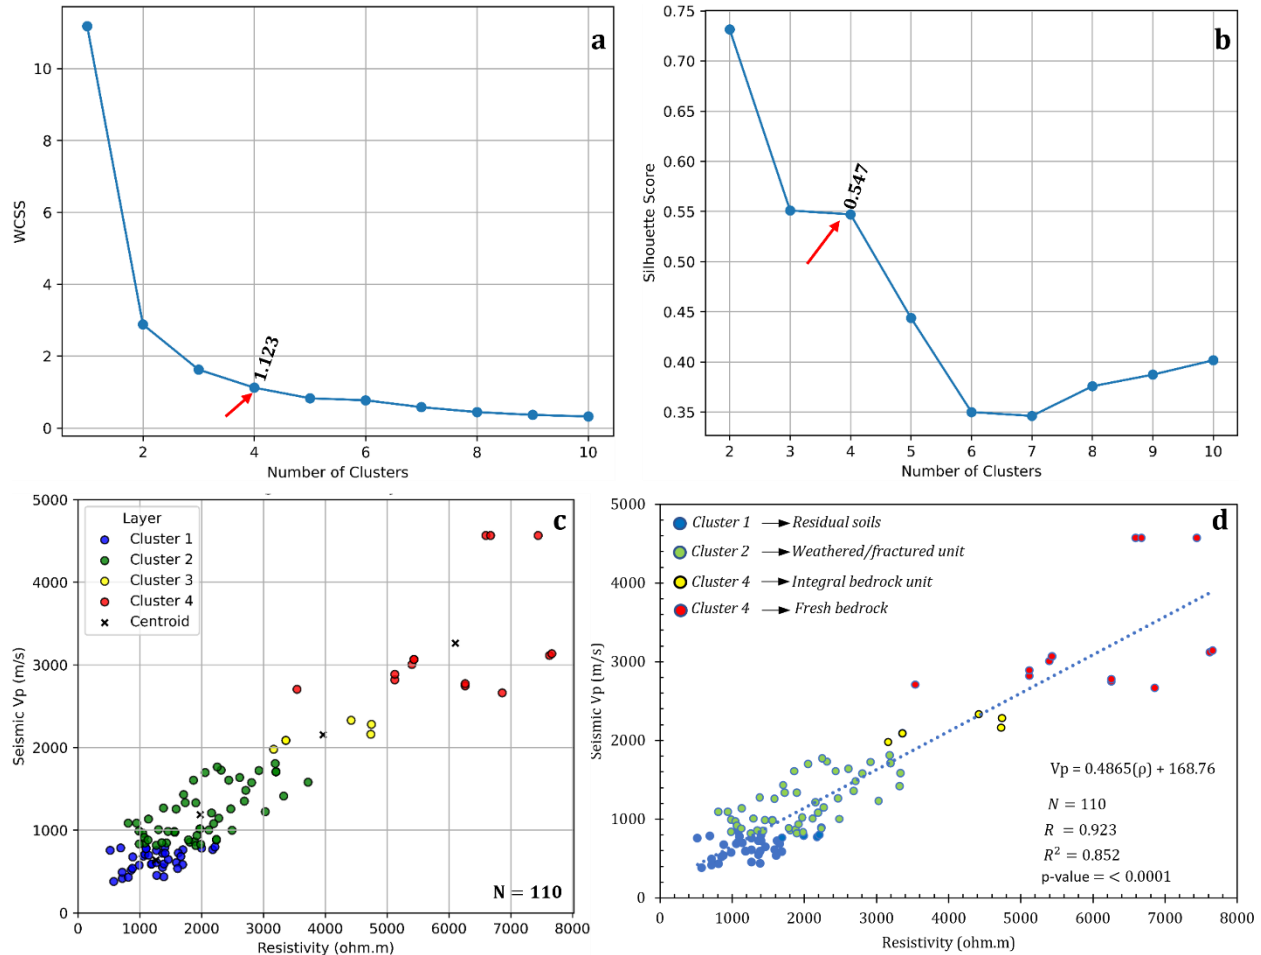 a
10
8
6
4
2
0
WCSS
1.123
2
4
6
8
10
Number of Clusters
b
0.75
0.70
0.65
0.60
0.55
0.50
0.45
0.40
0.35
Silhouette Score
0.547
2
3
4
5
6
7
8
9
10
Number of Clusters
c
5000
4000
3000
2000
1000
0
Seismic Vp (m/s)
Layer
Cluster 1
Cluster 2
Cluster 3
Cluster 4
Centroid
N = 110
0
1000
2000
3000
4000
5000
6000
7000
8000
Resistivity (ohm.m)
d
5000
4000
3000
2000
1000
0
Seismic Vp (m/s)
Cluster 1 Residual soils
Cluster 2 Weathered/fractured unit
Cluster 4 Integral bedrock unit
Cluster 4 Fresh bedrock
Vp = 0.4865(ρ) + 168.76
N = 110
R = 0.923
R² = 0.852
p-value = < 0.0001
0
1000
2000
3000
4000
5000
6000
7000
8000
Resistivity (ohm.m)